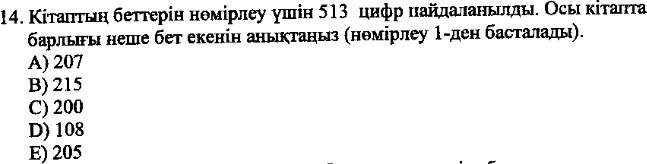 14. Кітаптың беттерін нөмірлеу үшін 513 цифр пайдаланылды. Осы кітапта
барлығы неше бет екенін анықтаңыз (нөмірлеу 1-ден басталады).
A) 207
B) 215
C) 200
D) 108
E) 205